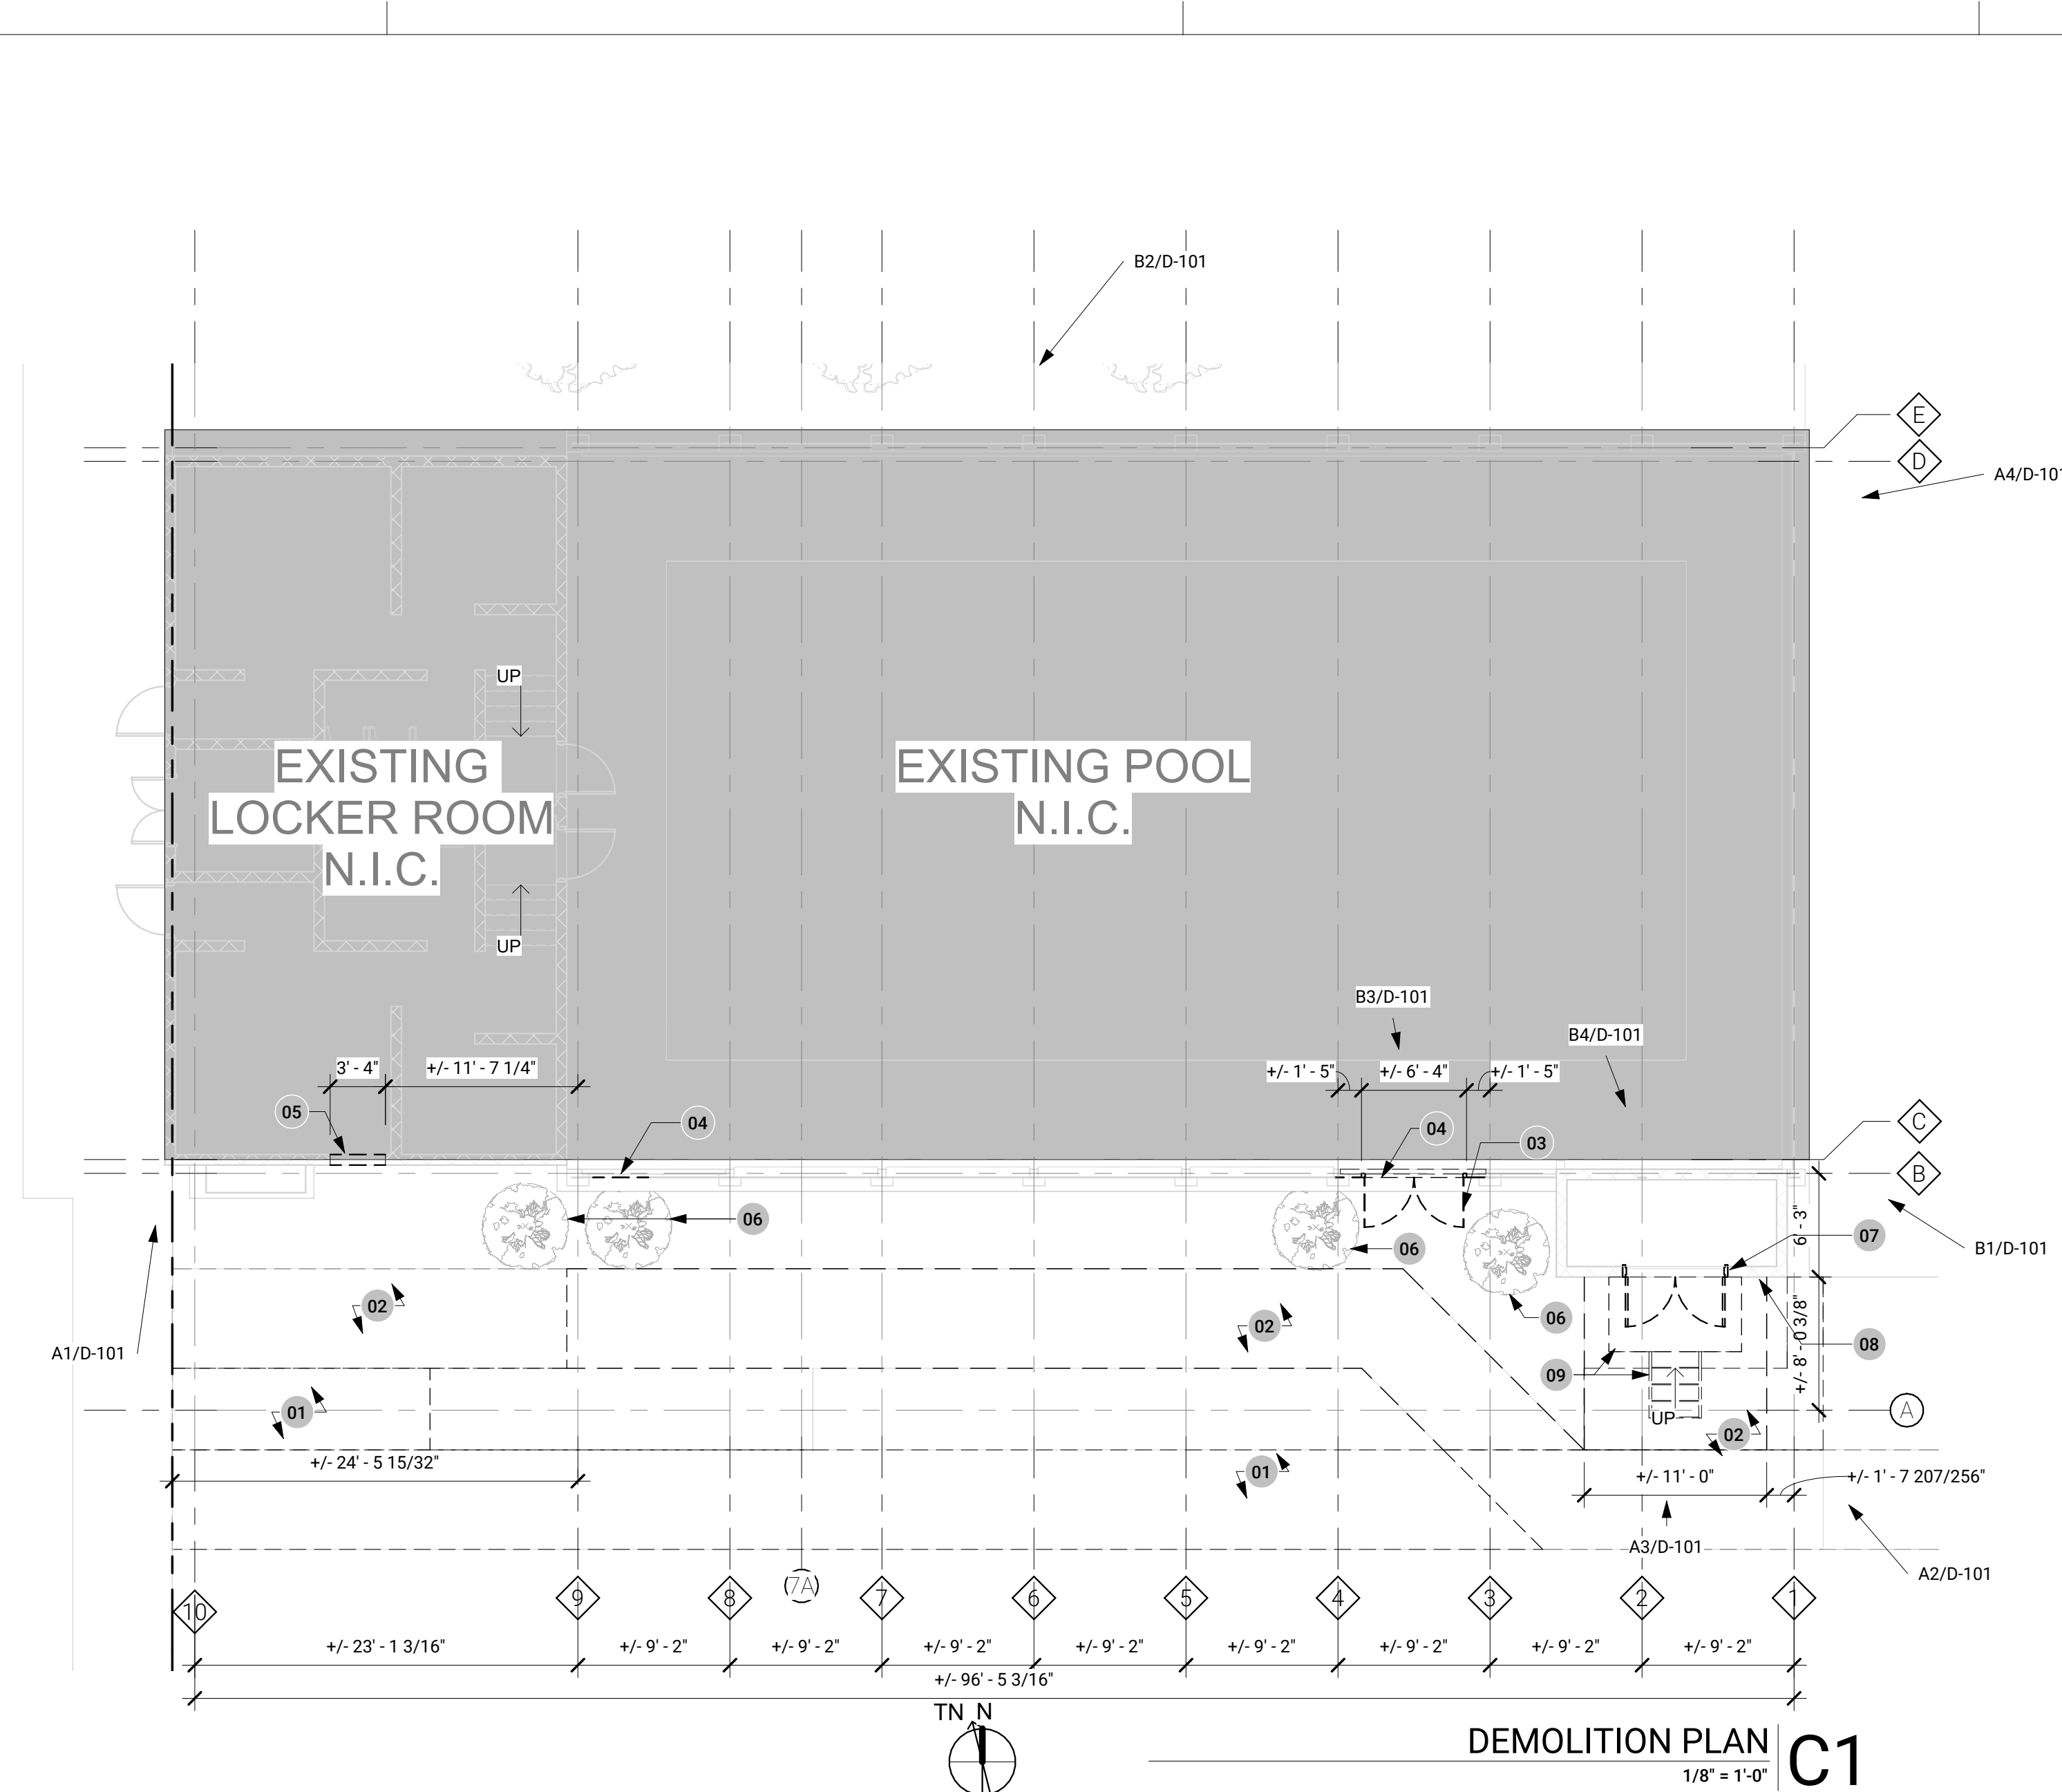 B2/D-101
E
D
A4/D-101
UP
EXISTING
LOCKER ROOM
N.I.C.
EXISTING POOL
N.I.C.
UP
B3/D-101
B4/D-101
3' - 4"
+/- 11' - 7 1/4"
+/- 1' - 5"
+/- 6' - 4"
+/- 1' - 5"
05
04
04
03
C
B
06
06
06
6' - 3"
07
B1/D-101
02
02
08
+/- 8' - 0 3/8"
A1/D-101
09
01
UP
A
02
+/- 24' - 5 15/32"
01
+/- 11' - 0"
+/- 1' - 7 207/256"
A3/D-101
A2/D-101
10
9
8
7A
7
6
5
4
3
2
1
+/- 23' - 1 3/16"
+/- 9' - 2"
+/- 9' - 2"
+/- 9' - 2"
+/- 9' - 2"
+/- 9' - 2"
+/- 9' - 2"
+/- 9' - 2"
+/- 9' - 2"
+/- 96' - 5 3/16"
TN N
DEMOLITION PLAN
1/8" = 1'-0"
C1